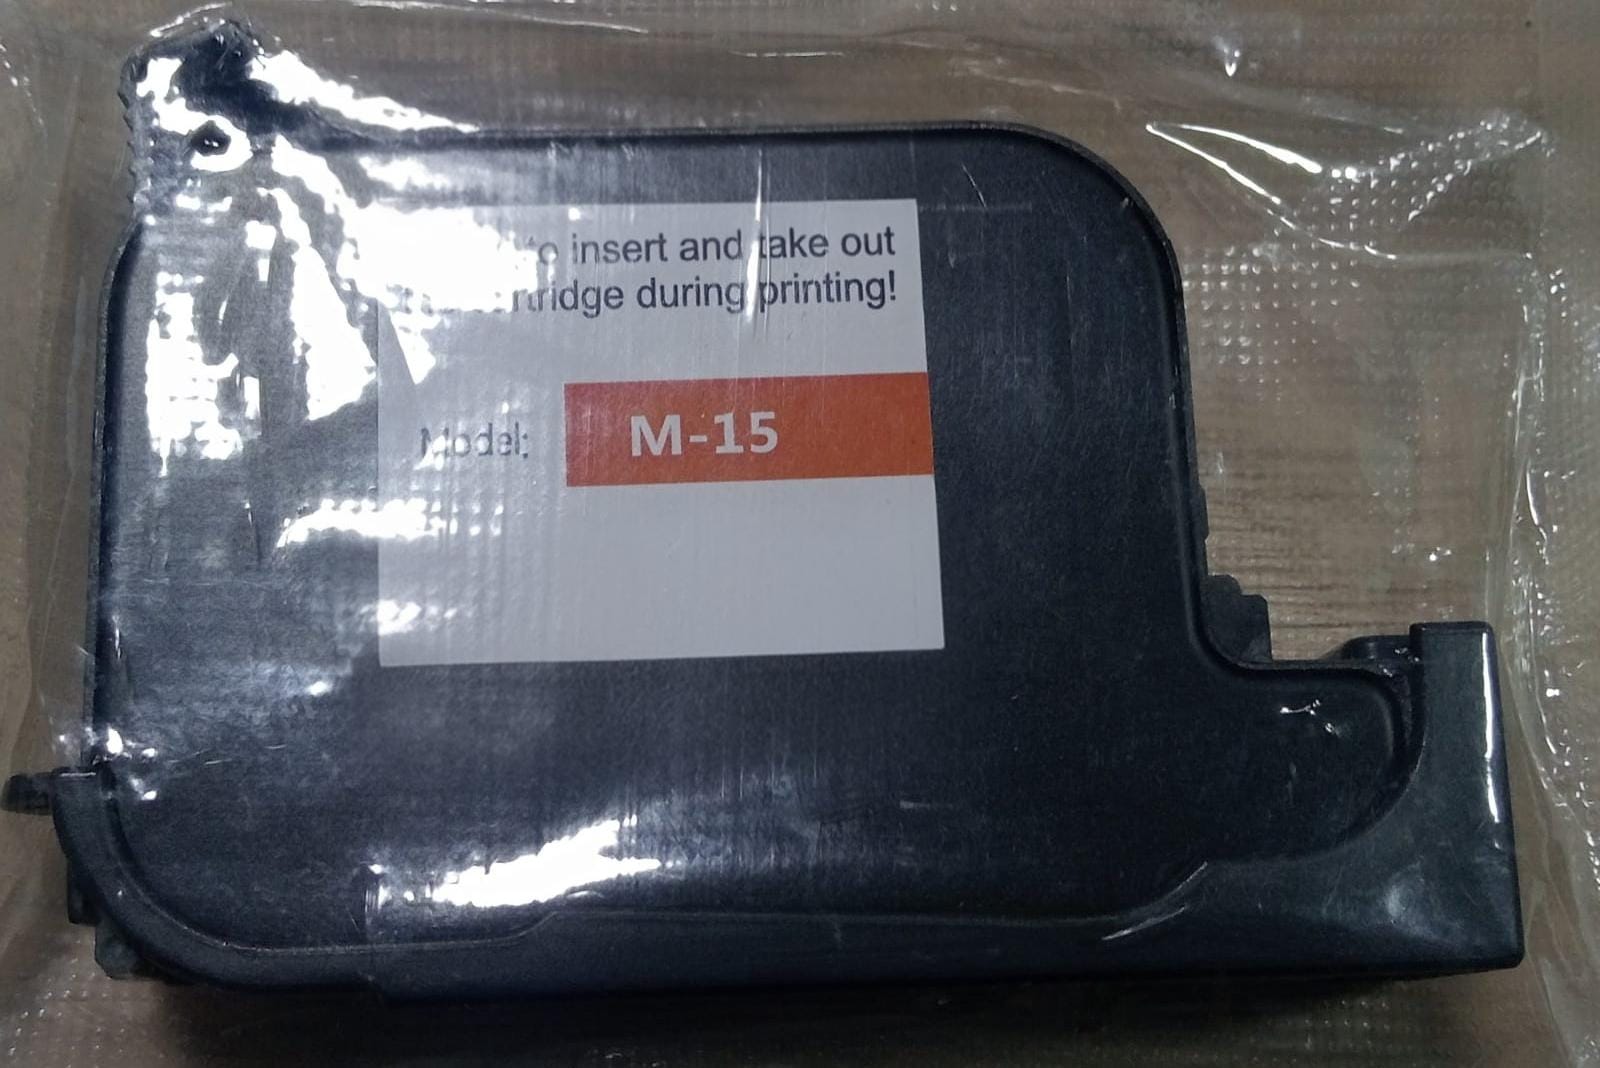 to insert and take out
cartridge during printing!
Model: M-15